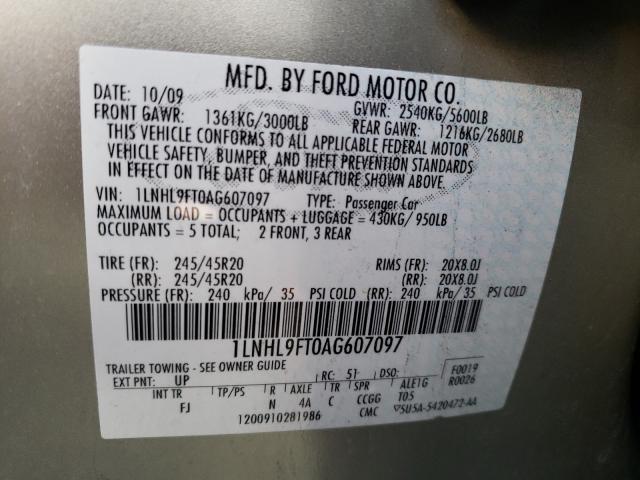 MFD. BY FORD MOTOR CO.
DATE: 10/09 GVWR: 2540KG/5600LB
FRONT GAWR: 1361KG/3000LB REAR GAWR: 1216KG/2680LB
THIS VEHICLE CONFORMS TO ALL APPLICABLE FEDERAL MOTOR
VEHICLE SAFETY, BUMPER, AND THEFT PREVENTION STANDARDS
IN EFFECT ON THE DATE OF MANUFACTURE SHOWN ABOVE.
VIN: 1LNHL9FT0AG607097 TYPE: Passenger Car
MAXIMUM LOAD = OCCUPANTS + LUGGAGE = 430KG/ 950LB
OCCUPANTS = 5 TOTAL; 2 FRONT, 3 REAR
TIRE (FR): 245/45R20 RIMS (FR): 20X8.0J
(RR): 245/45R20 (RR): 20X8.0J
PRESSURE (FR): 240 kPa/ 35 PSI COLD (RR): 240 kPa/ 35 PSI COLD
1LNHL9FT0AG607097
TRAILER TOWING - SEE OWNER GUIDE F0019
EXT PNT: UP RC: 51 DSO: R0026
INT TR TP/PS R AXLE TR SPR ALE1G
FJ N 4A C CCGG T05
1200910281986 CMC ▽5U5A-5420472-AA